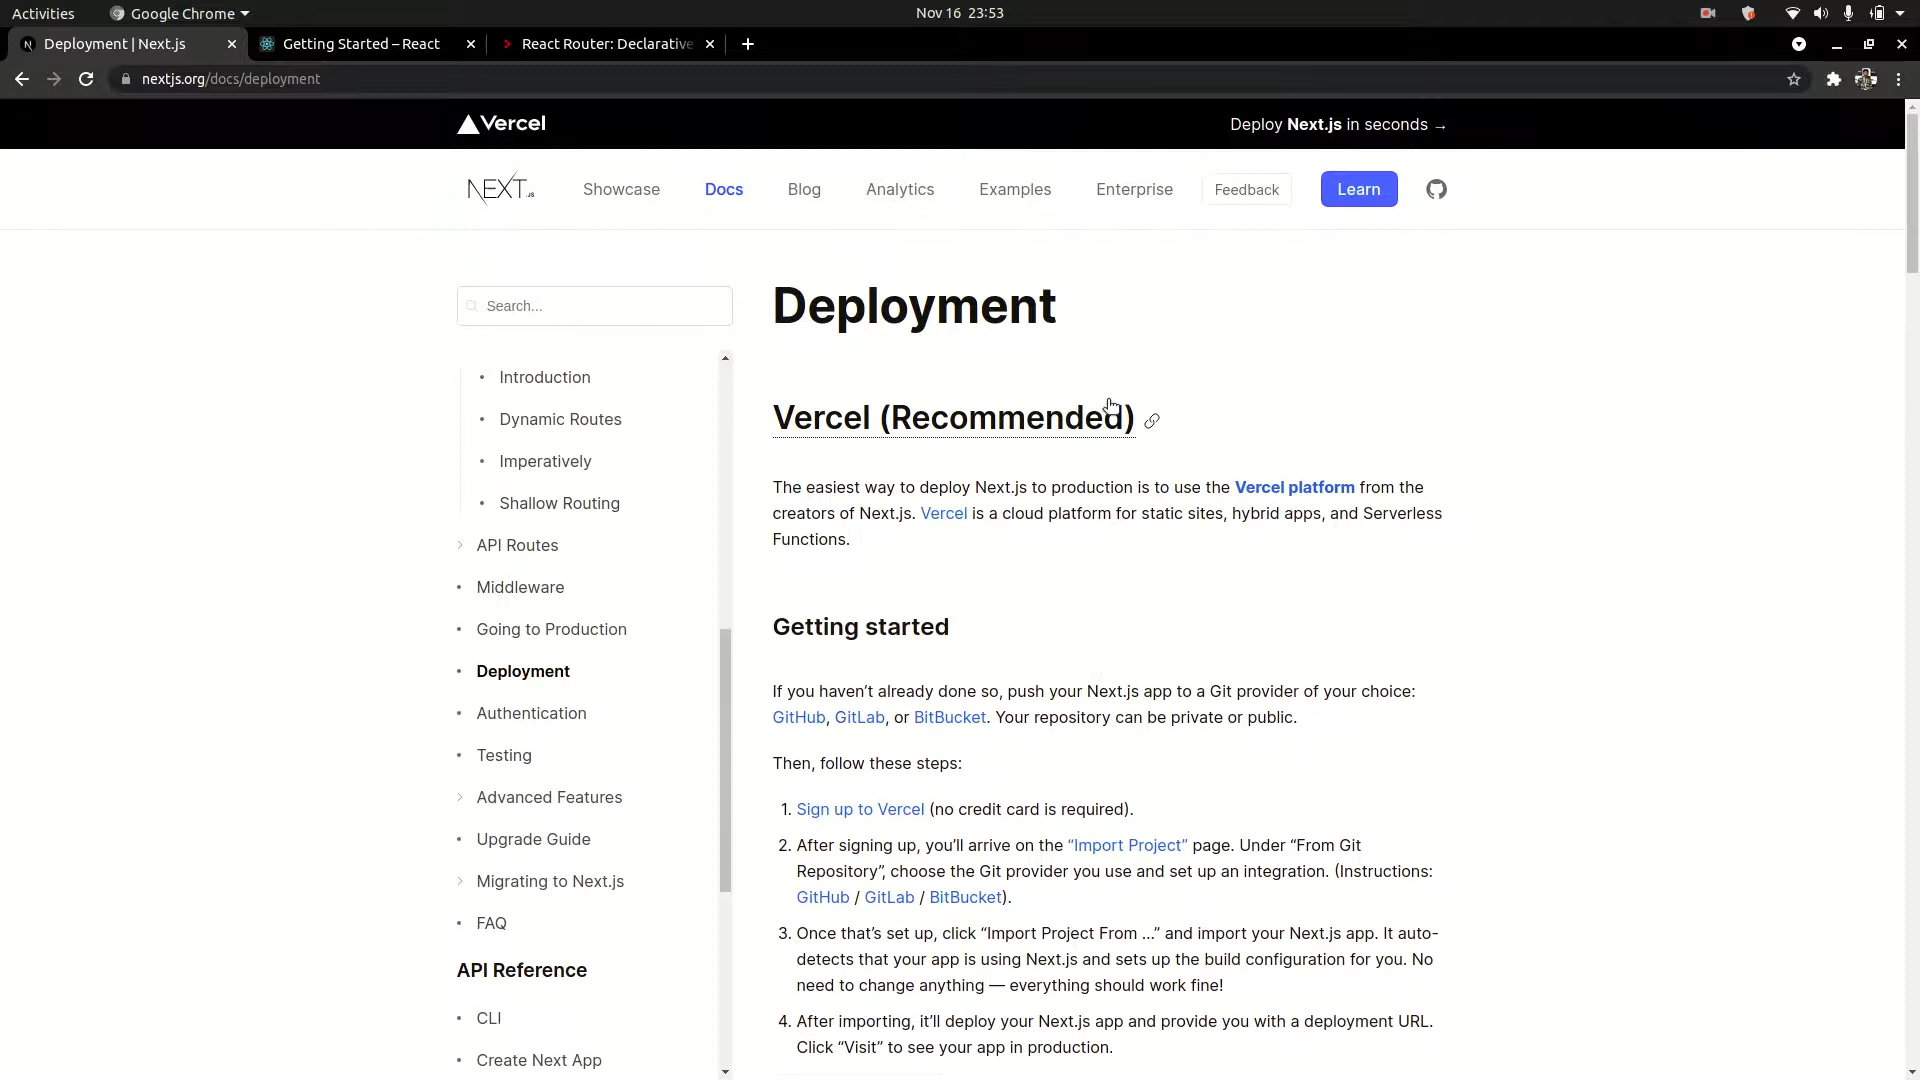 Activities
Google Chrome
Nov 16 23:53
Deployment | Next.js
Getting Started – React
React Router: Declarative
nextjs.org/docs/deployment
Vercel
Deploy Next.js in seconds →
NEXT.JS
Showcase
Docs
Blog
Analytics
Examples
Enterprise
Feedback
Learn
Search...
Introduction
Dynamic Routes
Imperatively
Shallow Routing
API Routes
Middleware
Going to Production
Deployment
Authentication
Testing
Advanced Features
Upgrade Guide
Migrating to Next.js
FAQ
API Reference
CLI
Create Next App
Deployment
Vercel (Recommended)
The easiest way to deploy Next.js to production is to use the Vercel platform from the
creators of Next.js. Vercel is a cloud platform for static sites, hybrid apps, and Serverless
Functions.
Getting started
If you haven’t already done so, push your Next.js app to a Git provider of your choice:
GitHub, GitLab, or BitBucket. Your repository can be private or public.
Then, follow these steps:
1. Sign up to Vercel (no credit card is required).
2. After signing up, you’ll arrive on the “Import Project” page. Under “From Git
Repository”, choose the Git provider you use and set up an integration. (Instructions:
GitHub / GitLab / BitBucket).
3. Once that’s set up, click “Import Project From …” and import your Next.js app. It auto-
detects that your app is using Next.js and sets up the build configuration for you. No
need to change anything — everything should work fine!
4. After importing, it’ll deploy your Next.js app and provide you with a deployment URL.
Click “Visit” to see your app in production.